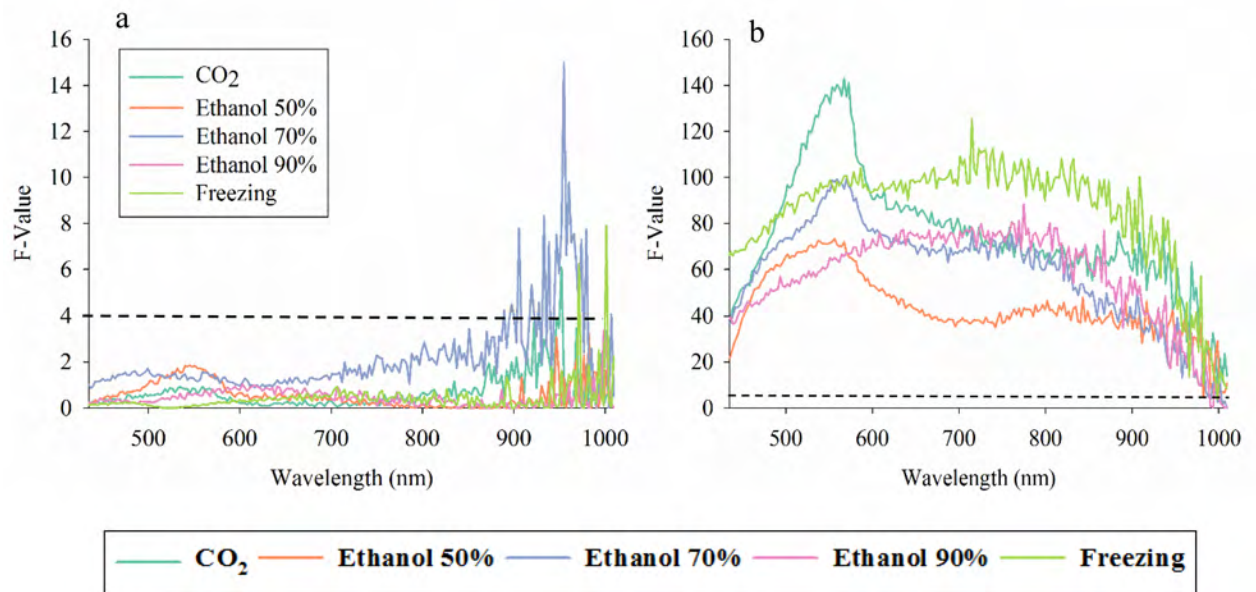 a
16
14
12
10
8
6
4
2
0
F-Value
CO2
Ethanol 50%
Ethanol 70%
Ethanol 90%
Freezing
500 600 700 800 900 1000
Wavelength (nm)
b
160
140
120
100
80
60
40
20
0
F-Value
500 600 700 800 900 1000
Wavelength (nm)
CO2 Ethanol 50% Ethanol 70% Ethanol 90% Freezing